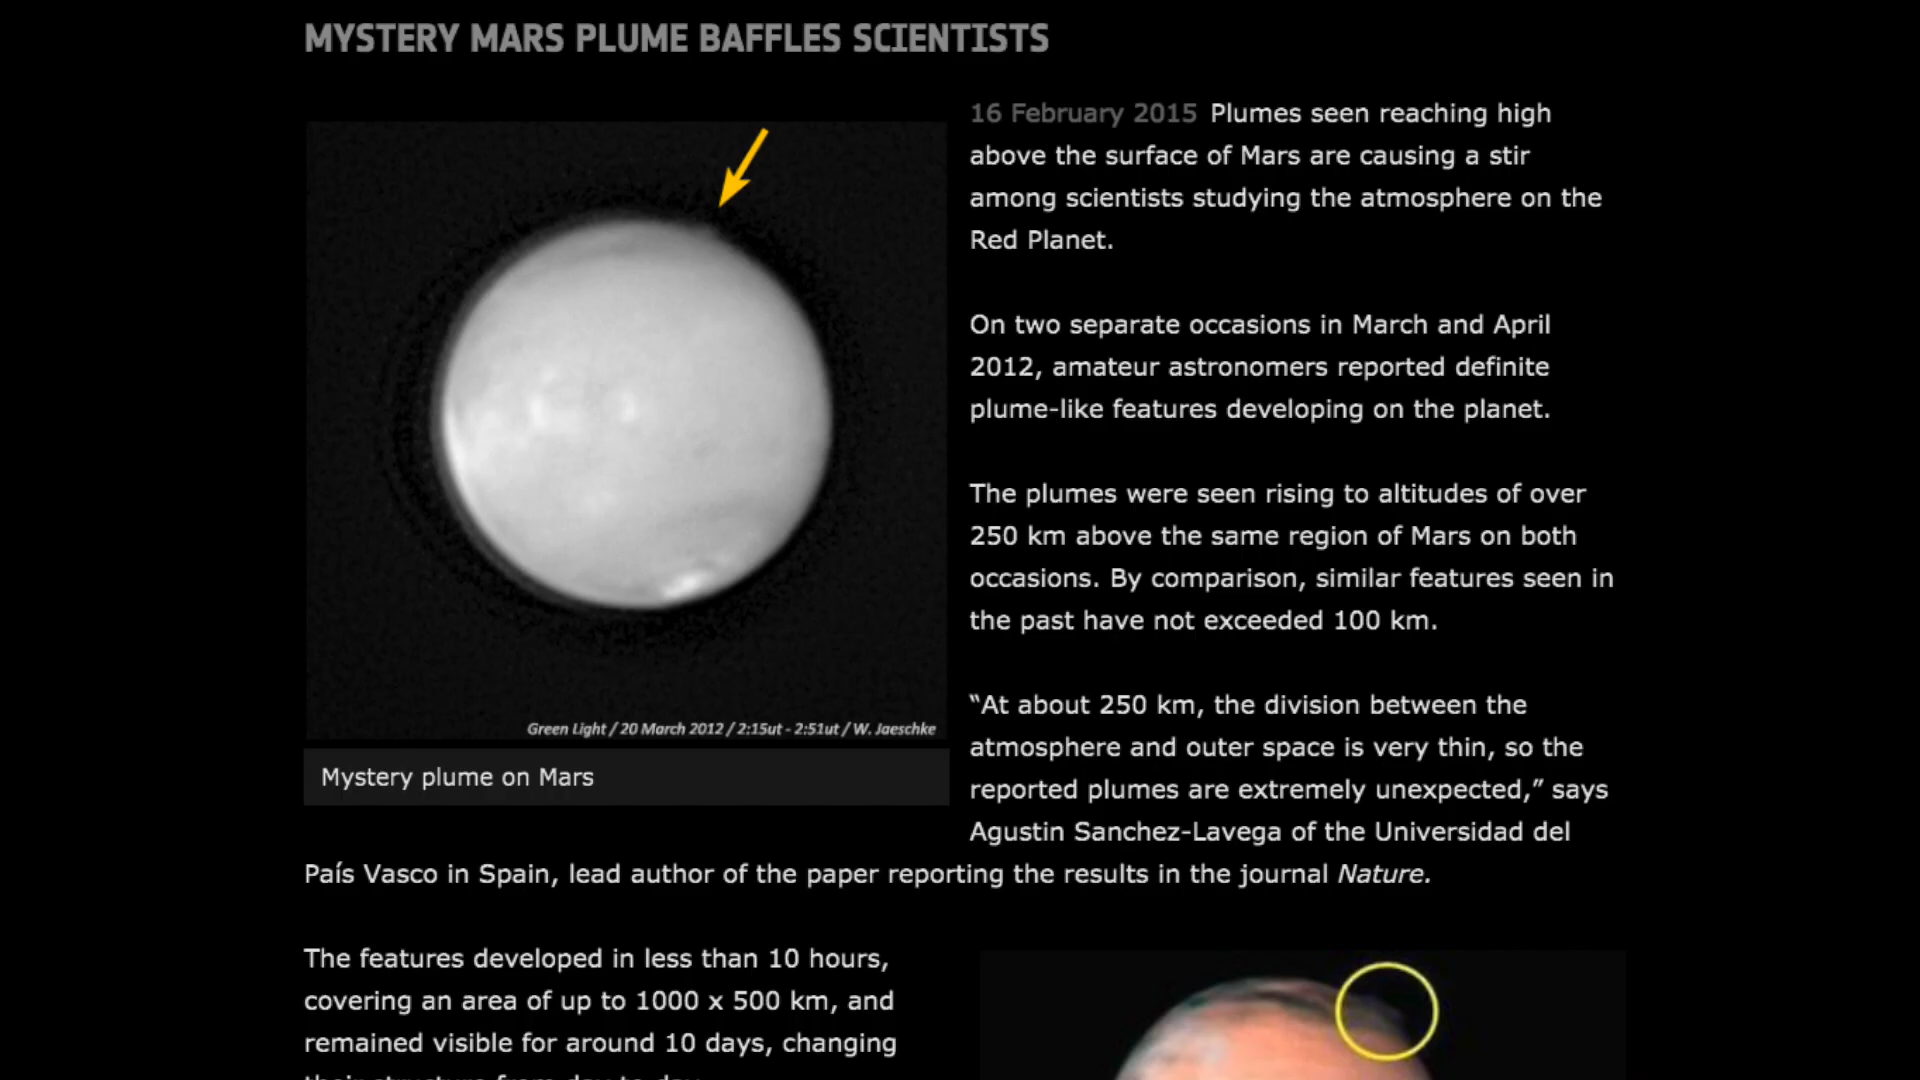 MYSTERY MARS PLUME BAFFLES SCIENTISTS
16 February 2015 Plumes seen reaching high
above the surface of Mars are causing a stir
among scientists studying the atmosphere on the
Red Planet.
On two separate occasions in March and April
2012, amateur astronomers reported definite
plume-like features developing on the planet.
The plumes were seen rising to altitudes of over
250 km above the same region of Mars on both
occasions. By comparison, similar features seen in
the past have not exceeded 100 km.
“At about 250 km, the division between the
atmosphere and outer space is very thin, so the
reported plumes are extremely unexpected,” says
Agustin Sanchez-Lavega of the Universidad del
País Vasco in Spain, lead author of the paper reporting the results in the journal Nature.
Green Light / 20 March 2012 / 2:15ut - 2:51ut / W. Jaeschke
Mystery plume on Mars
The features developed in less than 10 hours,
covering an area of up to 1000 x 500 km, and
remained visible for around 10 days, changing
their structure from day to day.